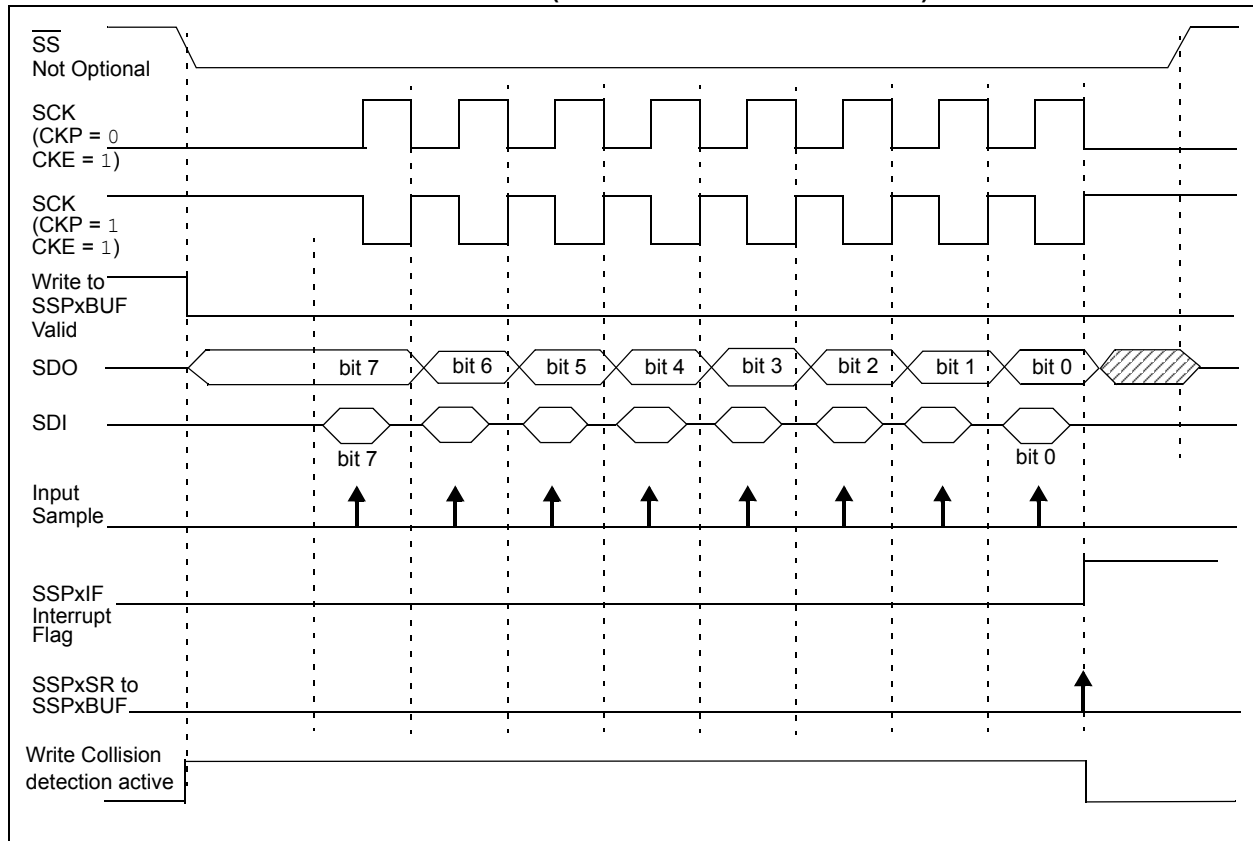 SS
Not Optional
SCK
(CKP = 0
CKE = 1)
SCK
(CKP = 1
CKE = 1)
Write to
SSPxBUF
Valid
SDO
bit 7
bit 6
bit 5
bit 4
bit 3
bit 2
bit 1
bit 0
SDI
bit 7
bit 0
Input
Sample
SSPxIF
Interrupt
Flag
SSPxSR to
SSPxBUF
Write Collision
detection active